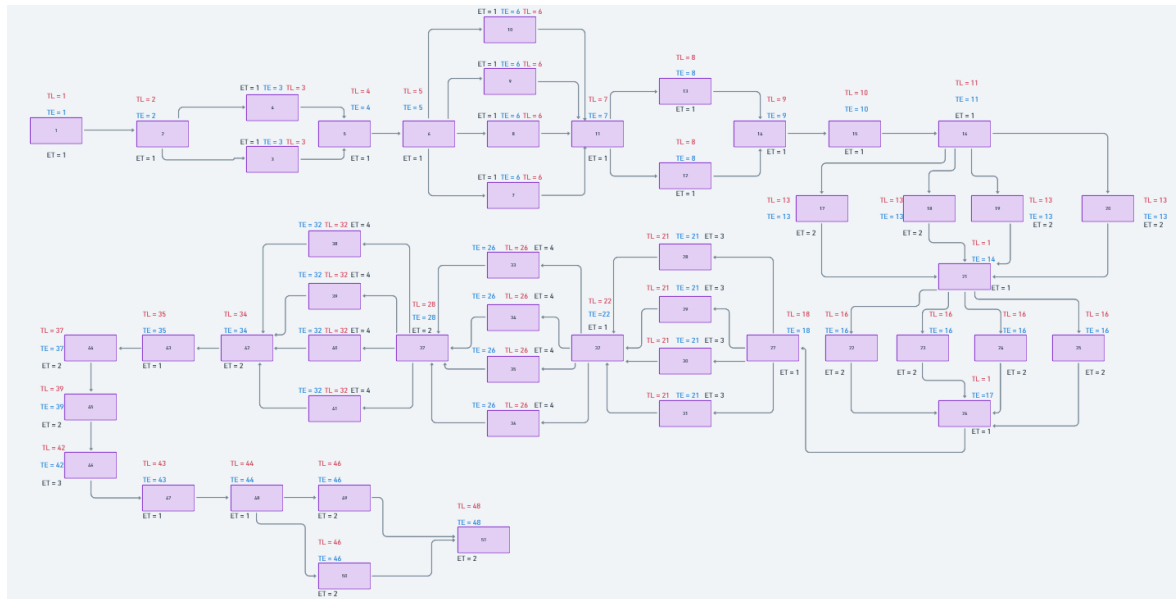 TL = 1
TE = 1
1
ET = 1
TL = 2
TE = 2
2
ET = 1
ET = 1 TE = 3 TL = 3
4
ET = 1 TE = 3 TL = 3
3
TL = 4
TE = 4
5
ET = 1
TL = 5
TE = 5
6
ET = 1
ET = 1 TE = 6 TL = 6
10
ET = 1 TE = 6 TL = 6
9
ET = 1 TE = 6 TL = 6
8
ET = 1 TE = 6 TL = 6
7
TL = 7
TE = 7
11
ET = 1
TL = 8
TE = 8
13
ET = 1
TL = 8
TE = 8
12
ET = 1
TL = 9
TE = 9
14
ET = 1
TL = 10
TE = 10
15
ET = 1
TL = 11
TE = 11
ET = 1
16
TL = 13
TE = 13
17
ET = 2
TL = 13
TE = 13
18
ET = 2
19
TL = 13
TE = 13
ET = 2
20
TL = 13
TE = 13
ET = 2
TL = 1
TE = 14
21
ET = 1
TL = 16
TE = 16
22
ET = 2
TL = 16
TE = 16
23
ET = 2
TL = 16
TE = 16
24
ET = 2
TL = 16
TE = 16
25
ET = 2
TL = 1
TE =17
26
ET = 1
TL = 18
TE = 18
27
ET = 1
TL = 21 TE = 21 ET = 3
28
TL = 21 TE = 21 ET = 3
29
TL = 21 TE = 21 ET = 3
30
TL = 21 TE = 21 ET = 3
31
TL = 22
TE =22
ET = 1
32
TE = 26 TL = 26 ET = 4
33
TE = 26 TL = 26 ET = 4
34
TE = 26 TL = 26 ET = 4
35
TE = 26 TL = 26 ET = 4
36
TL = 28
TE = 28
ET = 2
37
TE = 32 TL = 32 ET = 4
38
TE = 32 TL = 32 ET = 4
39
TE = 32 TL = 32 ET = 4
40
TE = 32 TL = 32 ET = 4
41
TL = 34
TE = 34
42
ET = 2
TL = 35
TE = 35
43
ET = 1
TL = 37
TE = 37
44
ET = 2
TL = 39
TE = 39
45
ET = 2
TL = 42
TE = 42
46
ET = 3
TL = 43
TE = 43
47
ET = 1
TL = 44
TE = 44
48
ET = 1
TL = 46
TE = 46
49
ET = 2
TL = 46
TE = 46
50
ET = 2
TL = 48
TE = 48
51
ET = 2